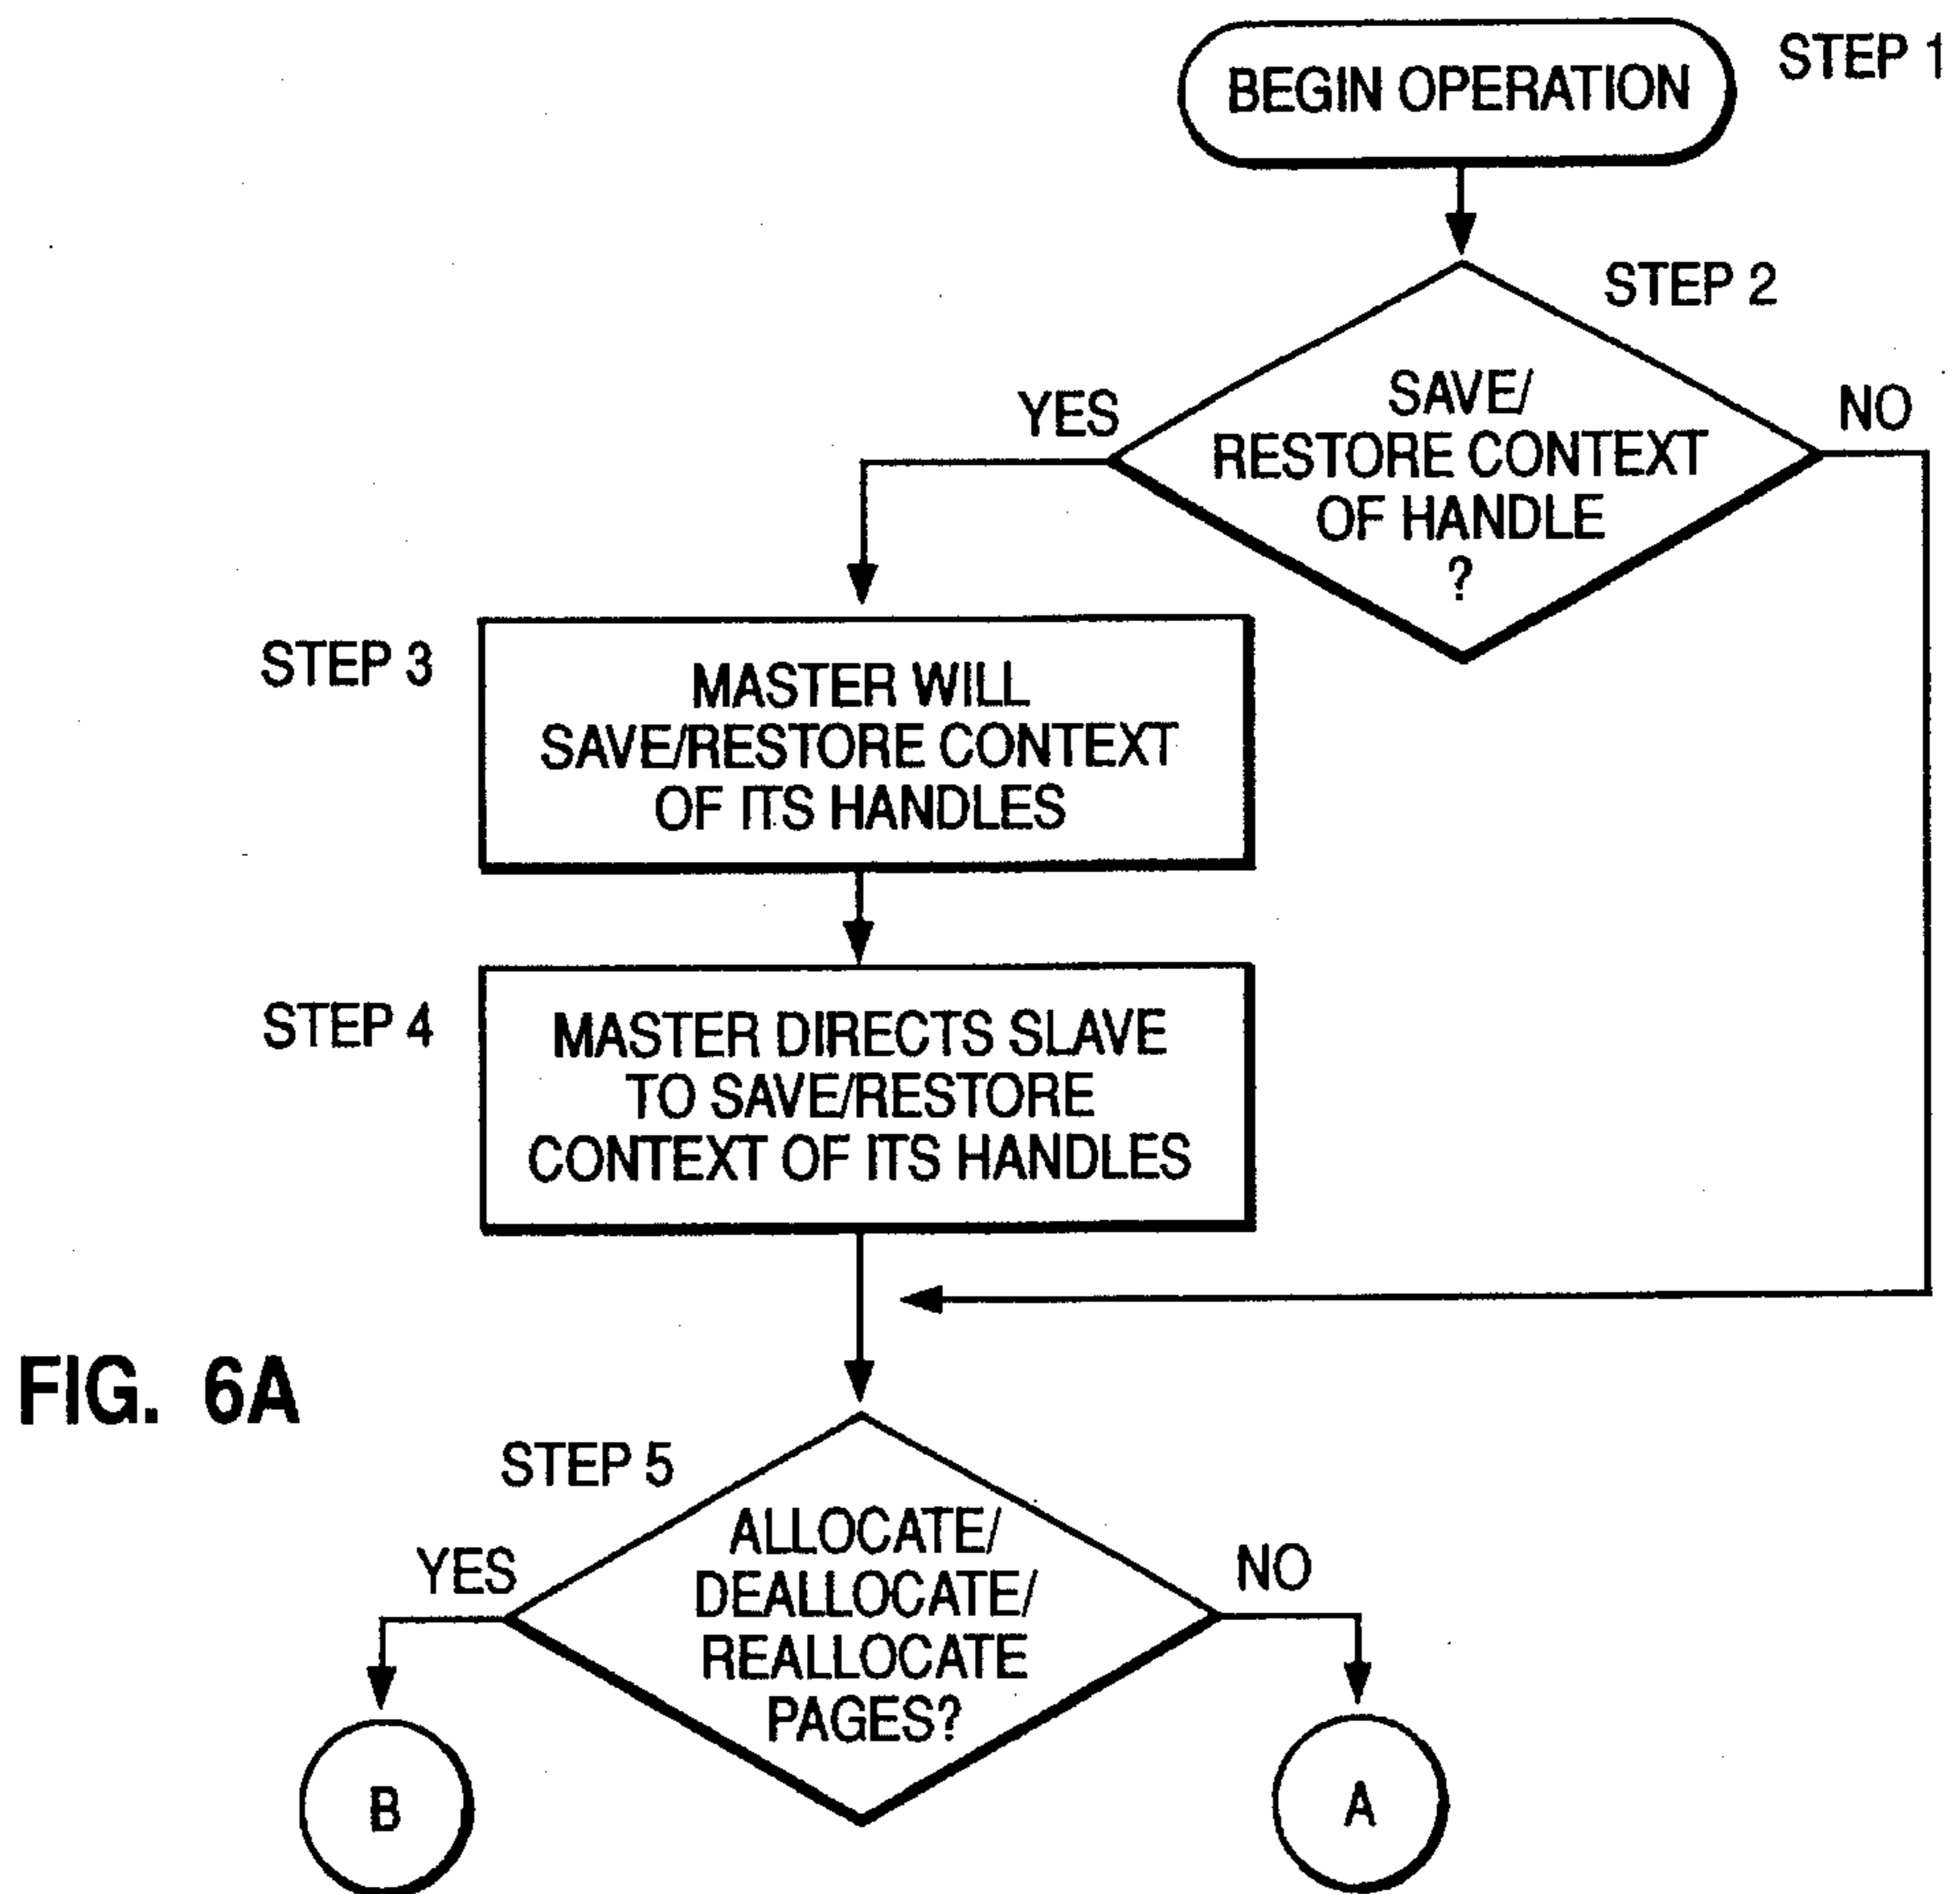 BEGIN OPERATION
STEP 1
STEP 2
SAVE/
RESTORE CONTEXT
OF HANDLE
?
YES
NO
STEP 3
MASTER WILL
SAVE/RESTORE CONTEXT
OF ITS HANDLES
STEP 4
MASTER DIRECTS SLAVE
TO SAVE/RESTORE
CONTEXT OF ITS HANDLES
FIG. 6A
STEP 5
ALLOCATE/
DEALLOCATE/
REALLOCATE
PAGES?
YES
NO
B
A